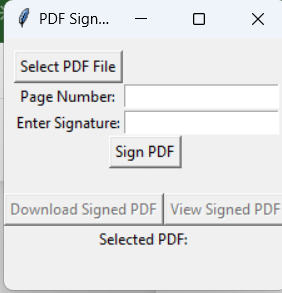 PDF Sign...
Select PDF File
Page Number:
Enter Signature:
Sign PDF
Download Signed PDF View Signed PDF
Selected PDF: